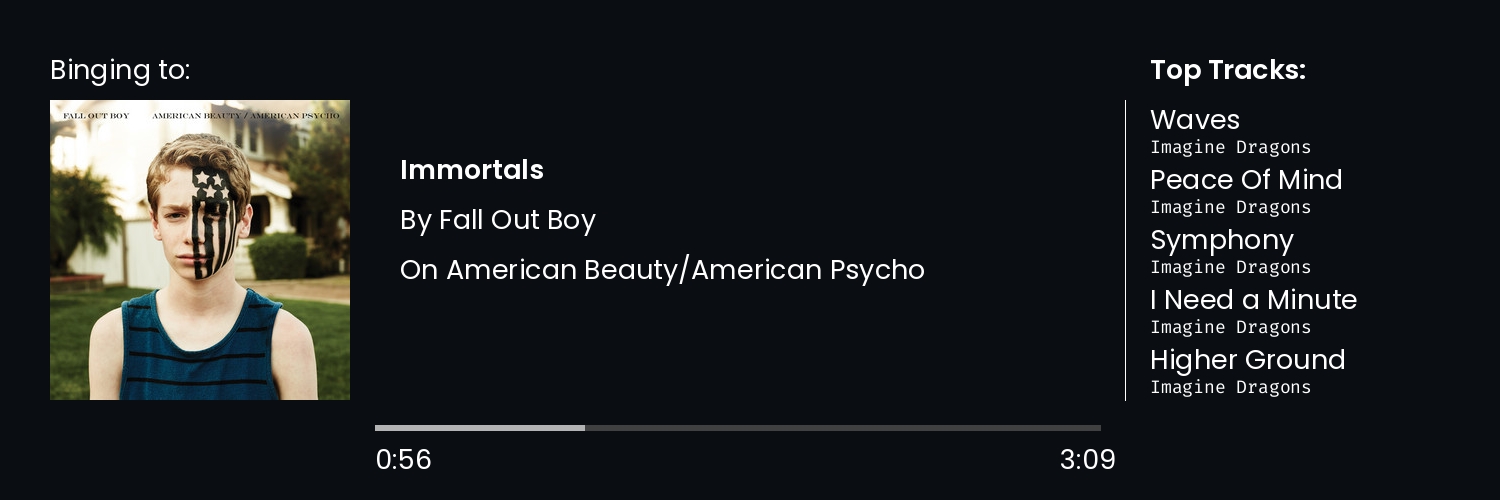 Binging to:
FALL OUT BOY AMERICAN BEAUTY / AMERICAN PSYCHO
Immortals
By Fall Out Boy
On American Beauty/American Psycho
0:56
3:09
Top Tracks:
Waves
Imagine Dragons
Peace Of Mind
Imagine Dragons
Symphony
Imagine Dragons
I Need a Minute
Imagine Dragons
Higher Ground
Imagine Dragons